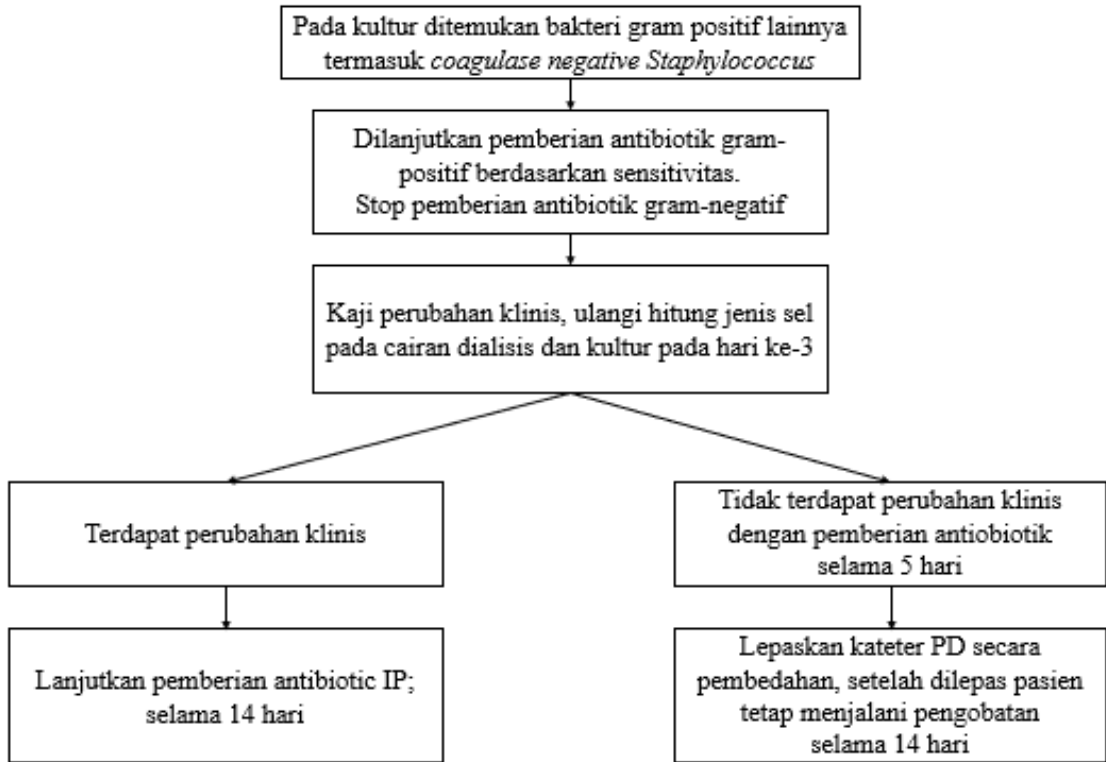 Pada kultur ditemukan bakteri gram positif lainnya
termasuk coagulase negative Staphylococcus
Dilanjutkan pemberian antibiotik gram-
positif berdasarkan sensitivitas.
Stop pemberian antibiotik gram-negatif
Kaji perubahan klinis, ulangi hitung jenis sel
pada cairan dialisis dan kultur pada hari ke-3
Terdapat perubahan klinis
Tidak terdapat perubahan klinis
dengan pemberian antiobiotik
selama 5 hari
Lanjutkan pemberian antibiotic IP;
selama 14 hari
Lepaskan kateter PD secara
pembedahan, setelah dilepas pasien
tetap menjalani pengobatan
selama 14 hari